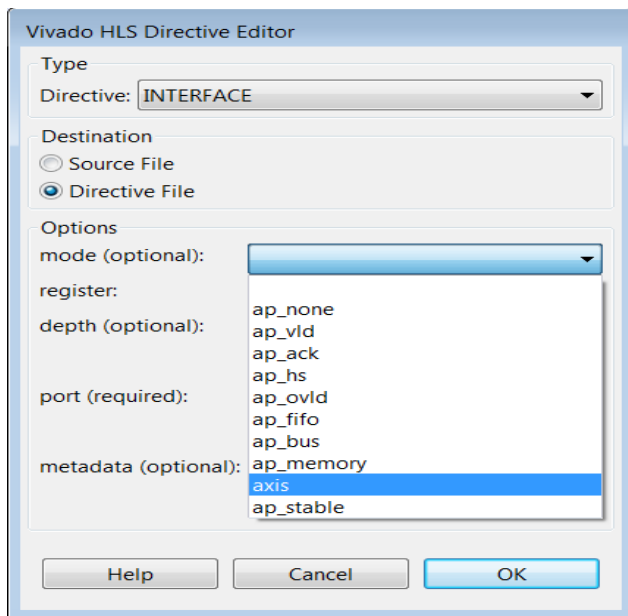 Vivado HLS Directive Editor
Type
Directive: INTERFACE
Destination
Source File
Directive File
Options
mode (optional):
register:
ap_none
depth (optional):
ap_vld
ap_ack
ap_hs
port (required):
ap_ovld
ap_fifo
ap_bus
metadata (optional):
ap_memory
axis
ap_stable
Help Cancel OK